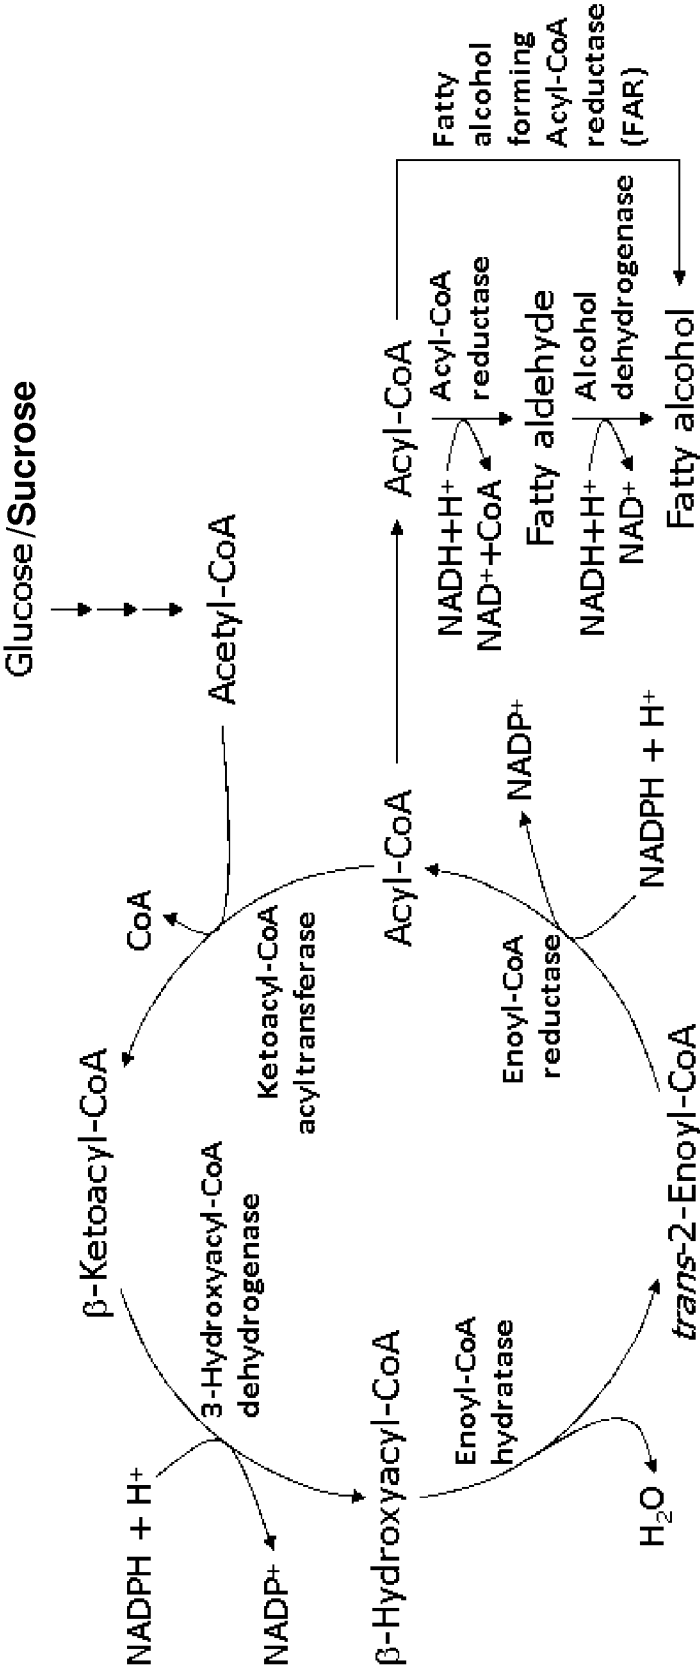 Glucose/Sucrose
Acetyl-CoA
CoA
β-Ketoacyl-CoA
Ketoacyl-CoA
acyltransferase
NADPH + H+
NADP+
3-Hydroxyacyl-CoA
dehydrogenase
β-Hydroxyacyl-CoA
Enoyl-CoA
hydratase
H2O
trans-2-Enoyl-CoA
Enoyl-CoA
reductase
NADPH + H+
NADP+
Acyl-CoA
Acyl-CoA
NADH+H+
NAD++CoA
Acyl-CoA
reductase
Fatty aldehyde
NADH+H+
NAD+
Alcohol
dehydrogenase
Fatty alcohol
Fatty
alcohol
forming
Acyl-CoA
reductase
(FAR)